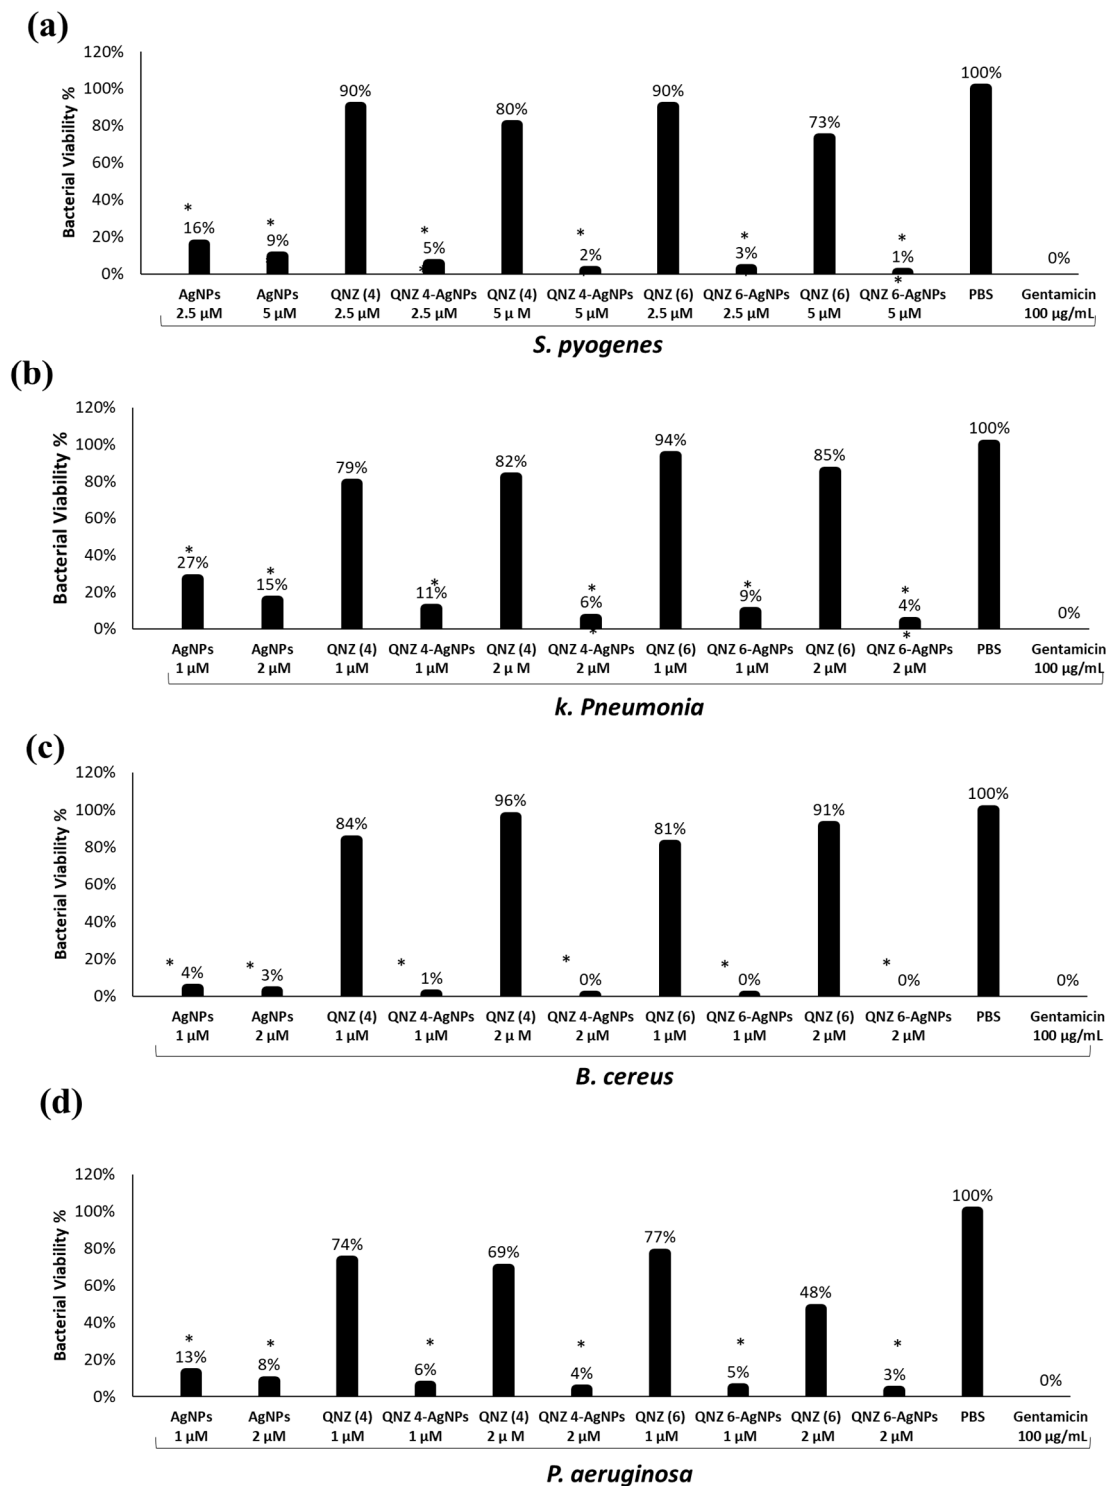 (a)
Bacterial Viability %
120%
100%
80%
60%
40%
20%
0%
* * * * * * *
16% 9% 90% 5% 80% 2% 90% 3% 73% 1% 100% 0%
AgNPs AgNPs QNZ (4) QNZ 4-AgNPs QNZ (4) QNZ 4-AgNPs QNZ (6) QNZ 6-AgNPs QNZ (6) QNZ 6-AgNPs PBS Gentamicin
2.5 µM 5 µM 2.5 µM 2.5 µM 5 µ M 5 µM 2.5 µM 2.5 µM 5 µM 5 µM 100 µg/mL
S. pyogenes
(b)
Bacterial Viability %
120%
100%
80%
60%
40%
20%
0%
* * * * * * * *
27% 15% 79% 11% 82% 6% 94% 9% 85% 4% 100% 0%
AgNPs AgNPs QNZ (4) QNZ 4-AgNPs QNZ (4) QNZ 4-AgNPs QNZ (6) QNZ 6-AgNPs QNZ (6) QNZ 6-AgNPs PBS Gentamicin
1 µM 2 µM 1 µM 1 µM 2 µ M 2 µM 1 µM 1 µM 2 µM 2 µM 100 µg/mL
k. Pneumonia
(c)
Bacterial Viability %
120%
100%
80%
60%
40%
20%
0%
* * * * * *
4% 3% 84% 1% 96% 0% 81% 0% 91% 0% 100% 0%
AgNPs AgNPs QNZ (4) QNZ 4-AgNPs QNZ (4) QNZ 4-AgNPs QNZ (6) QNZ 6-AgNPs QNZ (6) QNZ 6-AgNPs PBS Gentamicin
1 µM 2 µM 1 µM 1 µM 2 µ M 2 µM 1 µM 1 µM 2 µM 2 µM 100 µg/mL
B. cereus
(d)
Bacterial Viability %
120%
100%
80%
60%
40%
20%
0%
* * * * * *
13% 8% 74% 6% 69% 4% 77% 5% 48% 3% 100% 0%
AgNPs AgNPs QNZ (4) QNZ 4-AgNPs QNZ (4) QNZ 4-AgNPs QNZ (6) QNZ 6-AgNPs QNZ (6) QNZ 6-AgNPs PBS Gentamicin
1 µM 2 µM 1 µM 1 µM 2 µ M 2 µM 1 µM 1 µM 2 µM 2 µM 100 µg/mL
P. aeruginosa